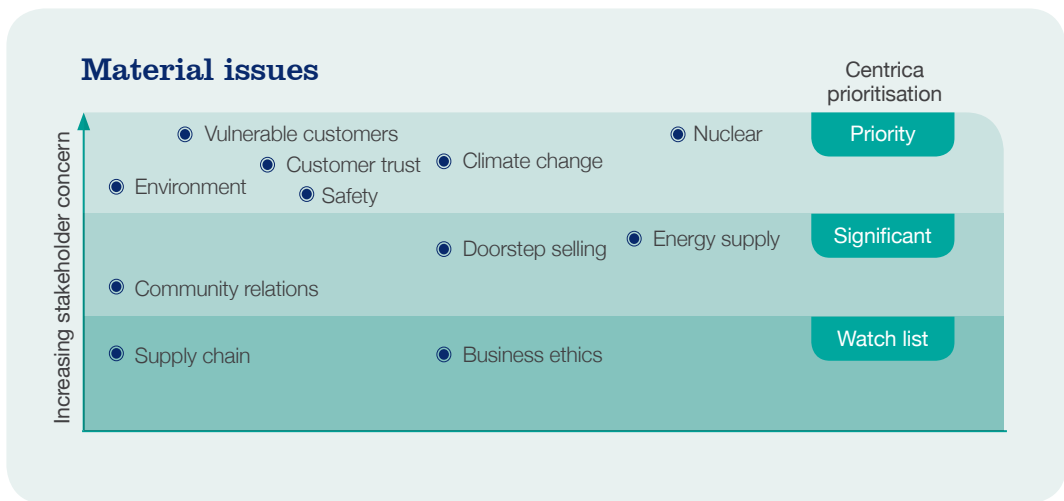 Material issues
Centrica
prioritisation
Increasing stakeholder concern
Vulnerable customers
Nuclear
Priority
Customer trust
Climate change
Environment
Safety
Doorstep selling
Energy supply
Significant
Community relations
Supply chain
Business ethics
Watch list